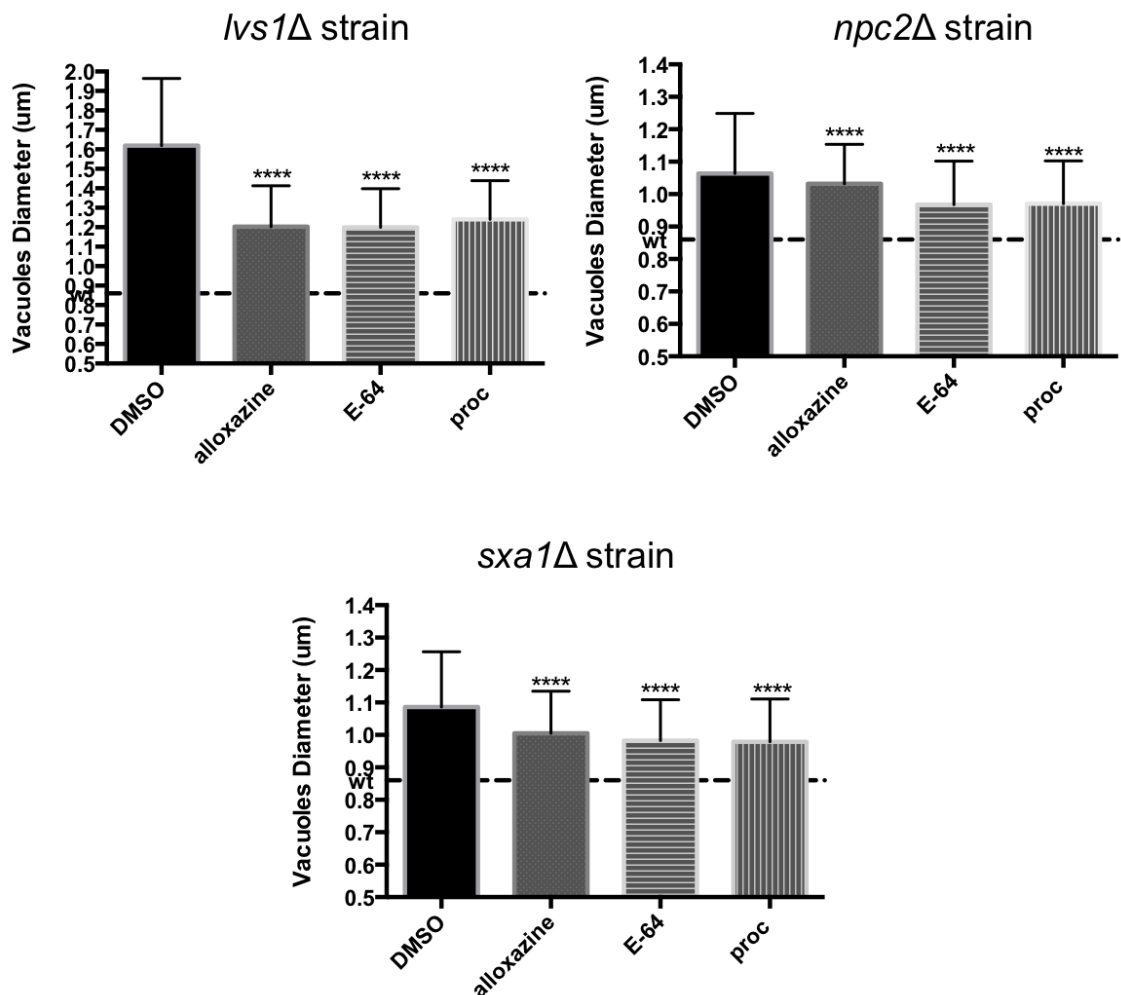 lvs1Δ strain
Vacuoles Diameter (um)
2.0
1.9
1.8
1.7
1.6
1.5
1.4
1.3
1.2
1.1
1.0
0.9
wt
0.8
0.7
0.6
0.5
****
****
****
DMSO
alloxazine
E-64
proc
npc2Δ strain
Vacuoles Diameter (um)
1.4
1.3
1.2
1.1
1.0
0.9
wt
0.8
0.7
0.6
0.5
****
****
****
DMSO
alloxazine
E-64
proc
sxa1Δ strain
Vacuoles Diameter (um)
1.4
1.3
1.2
1.1
1.0
0.9
wt
0.8
0.7
0.6
0.5
****
****
****
DMSO
alloxazine
E-64
proc